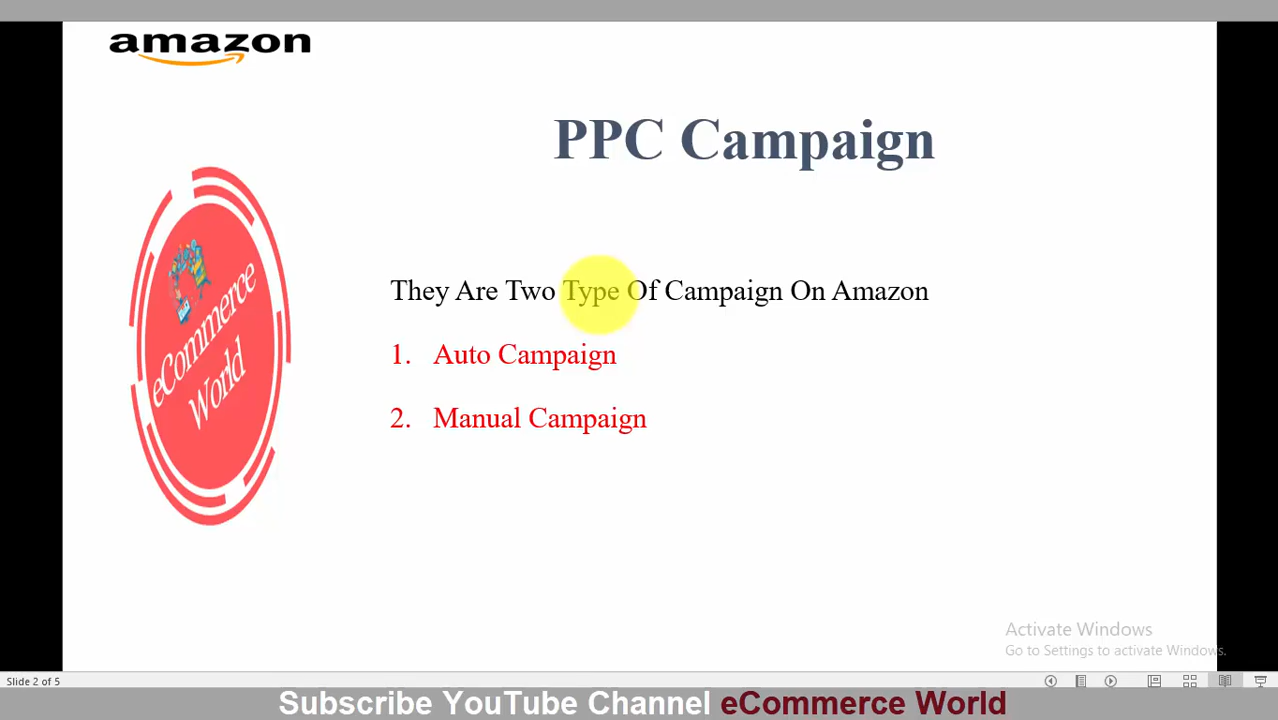 amazon
PPC Campaign
eCommerce
World
They Are Two Type Of Campaign On Amazon
1. Auto Campaign
2. Manual Campaign
Activate Windows
Go to Settings to activate Windows.
Slide 2 of 5
Subscribe YouTube Channel eCommerce World